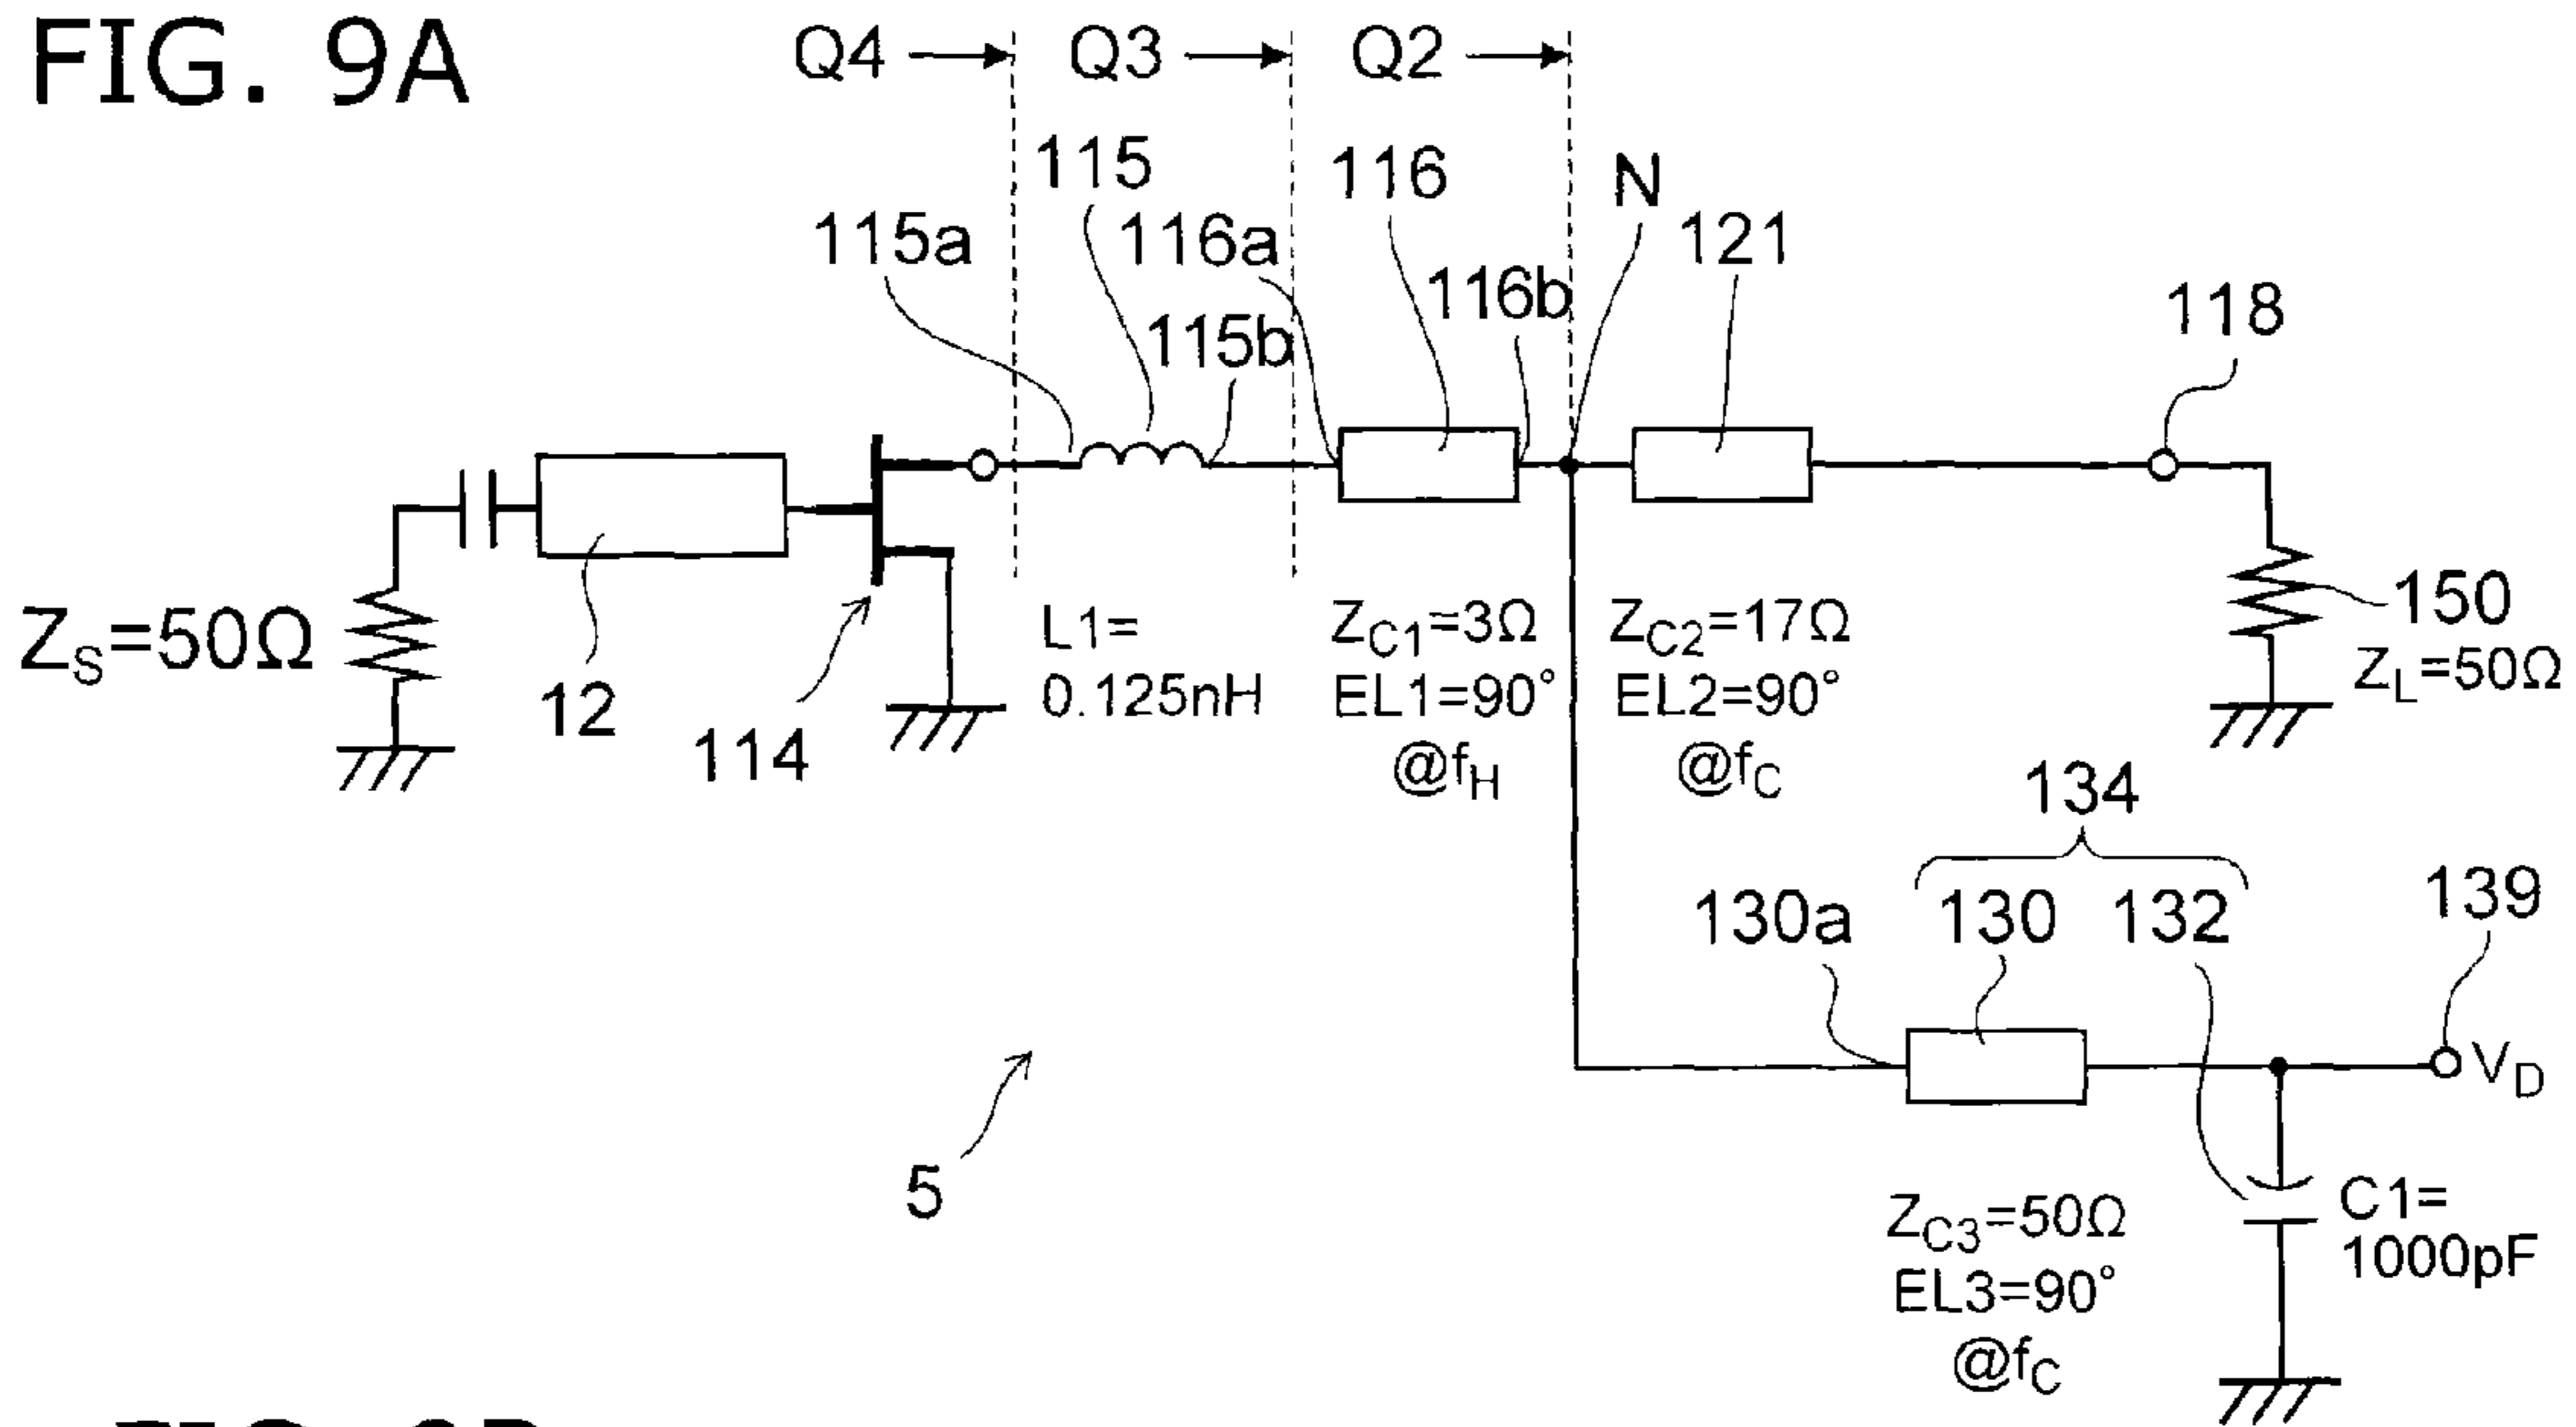 FIG. 9A
Q4
Q3
Q2
115
116
N
115a
116a
121
116b
118
115b
150
Z_S=50Ω
12
114
L1=
0.125nH
Z_C1=3Ω
EL1=90°
@f_H
Z_C2=17Ω
EL2=90°
@f_C
Z_L=50Ω
134
130a
130
132
139
V_D
5
Z_C3=50Ω
EL3=90°
@f_C
C1=
1000pF